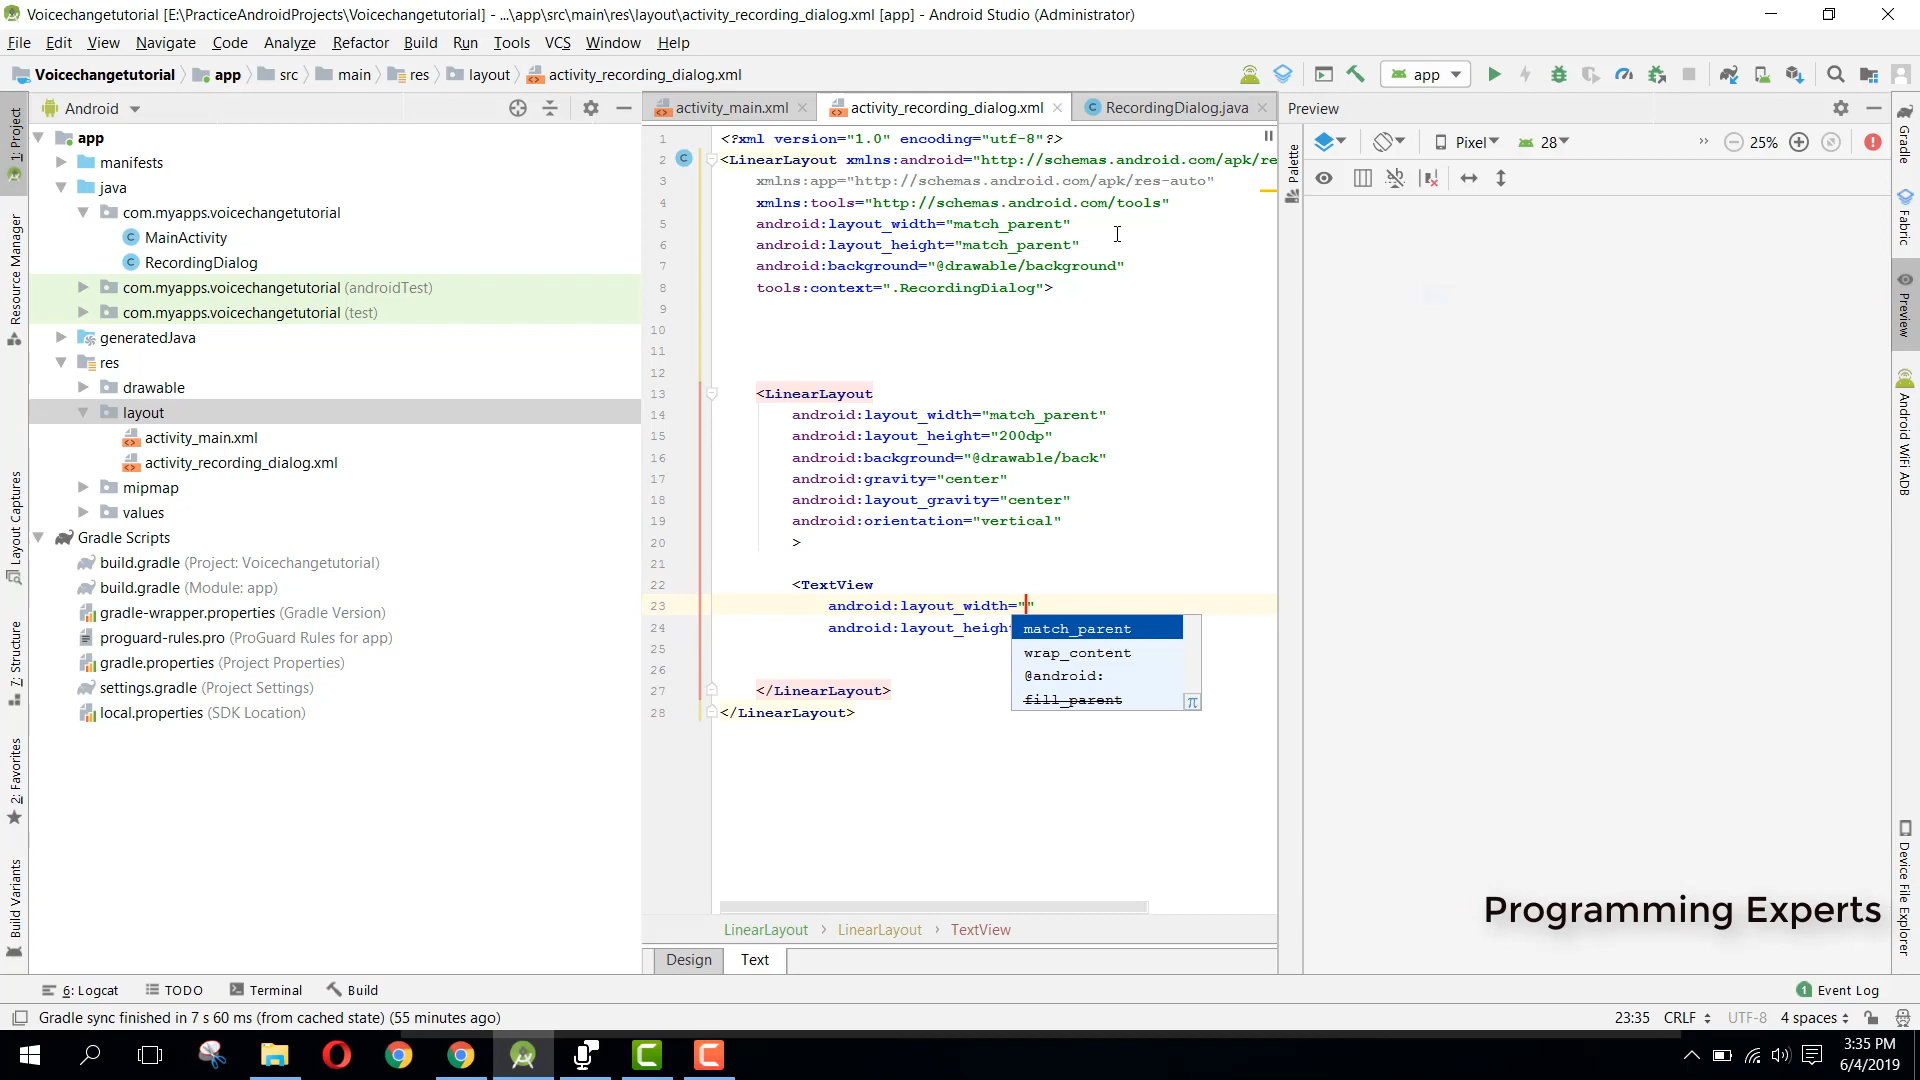 Voicechangetutorial [E:\PracticeAndroidProjects\Voicechangetutorial] - ...\app\src\main\res\layout\activity_recording_dialog.xml [app] - Android Studio (Administrator)
File Edit View Navigate Code Analyze Refactor Build Run Tools VCS Window Help
Voicechangetutorial app src main res layout activity_recording_dialog.xml app
Android activity_main.xml activity_recording_dialog.xml RecordingDialog.java Preview
Pixel 28 25%
1: Project
Resource Manager
Layout Captures
7: Structure
2: Favorites
Build Variants
app
manifests
java
com.myapps.voicechangetutorial
MainActivity
RecordingDialog
com.myapps.voicechangetutorial (androidTest)
com.myapps.voicechangetutorial (test)
generatedJava
res
drawable
layout
activity_main.xml
activity_recording_dialog.xml
mipmap
values
Gradle Scripts
build.gradle (Project: Voicechangetutorial)
build.gradle (Module: app)
gradle-wrapper.properties (Gradle Version)
proguard-rules.pro (ProGuard Rules for app)
gradle.properties (Project Properties)
settings.gradle (Project Settings)
local.properties (SDK Location)
1 <?xml version="1.0" encoding="utf-8"?>
2 <LinearLayout xmlns:android="http://schemas.android.com/apk/re
3 xmlns:app="http://schemas.android.com/apk/res-auto"
4 xmlns:tools="http://schemas.android.com/tools"
5 android:layout_width="match_parent"
6 android:layout_height="match_parent"
7 android:background="@drawable/background"
8 tools:context=".RecordingDialog">
9
10
11
12
13 <LinearLayout
14 android:layout_width="match_parent"
15 android:layout_height="200dp"
16 android:background="@drawable/back"
17 android:gravity="center"
18 android:layout_gravity="center"
19 android:orientation="vertical"
20 >
21
22 <TextView
23 android:layout_width=""
24 android:layout_height
25
26
27 </LinearLayout>
28 </LinearLayout>
match_parent
wrap_content
@android:
fill_parent
π
LinearLayout › LinearLayout › TextView
Design Text
Palette
Gradle
Fabric
Preview
Android WiFi ADB
Device File Explorer
Programming Experts
6: Logcat TODO Terminal Build 1 Event Log
Gradle sync finished in 7 s 60 ms (from cached state) (55 minutes ago) 23:35 CRLF UTF-8 4 spaces
3:35 PM
6/4/2019